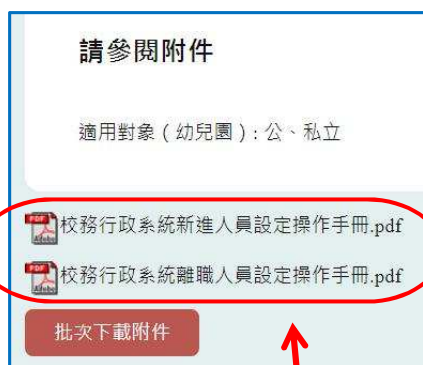 請參閱附件
適用對象（幼兒園）: 公、私立
校務行政系統新進人員設定操作手冊.pdf
校務行政系統離職人員設定操作手冊.pdf
批次下載附件